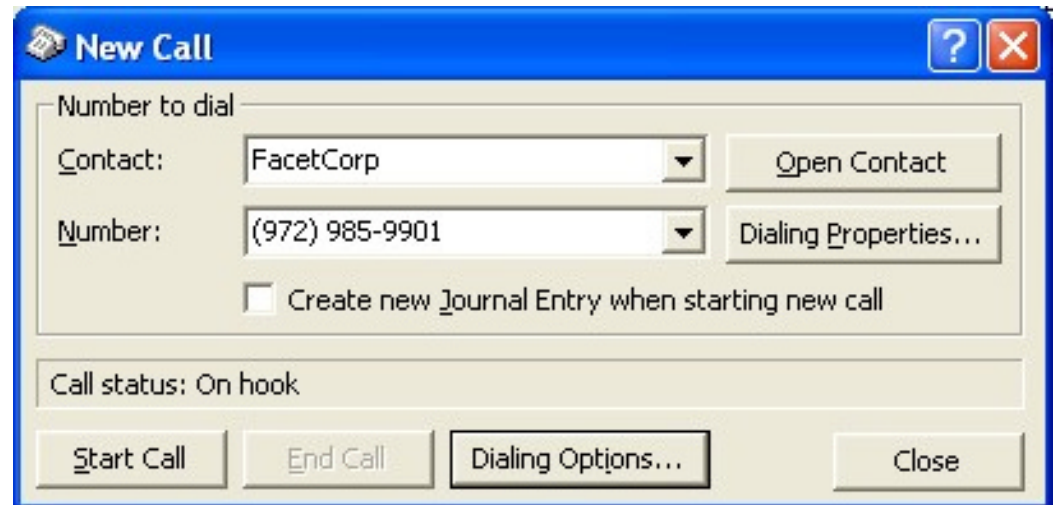 New Call
Number to dial
Contact: FacetCorp Open Contact
Number: (972) 985-9901 Dialing Properties...
Create new Journal Entry when starting new call
Call status: On hook
Start Call End Call Dialing Options... Close